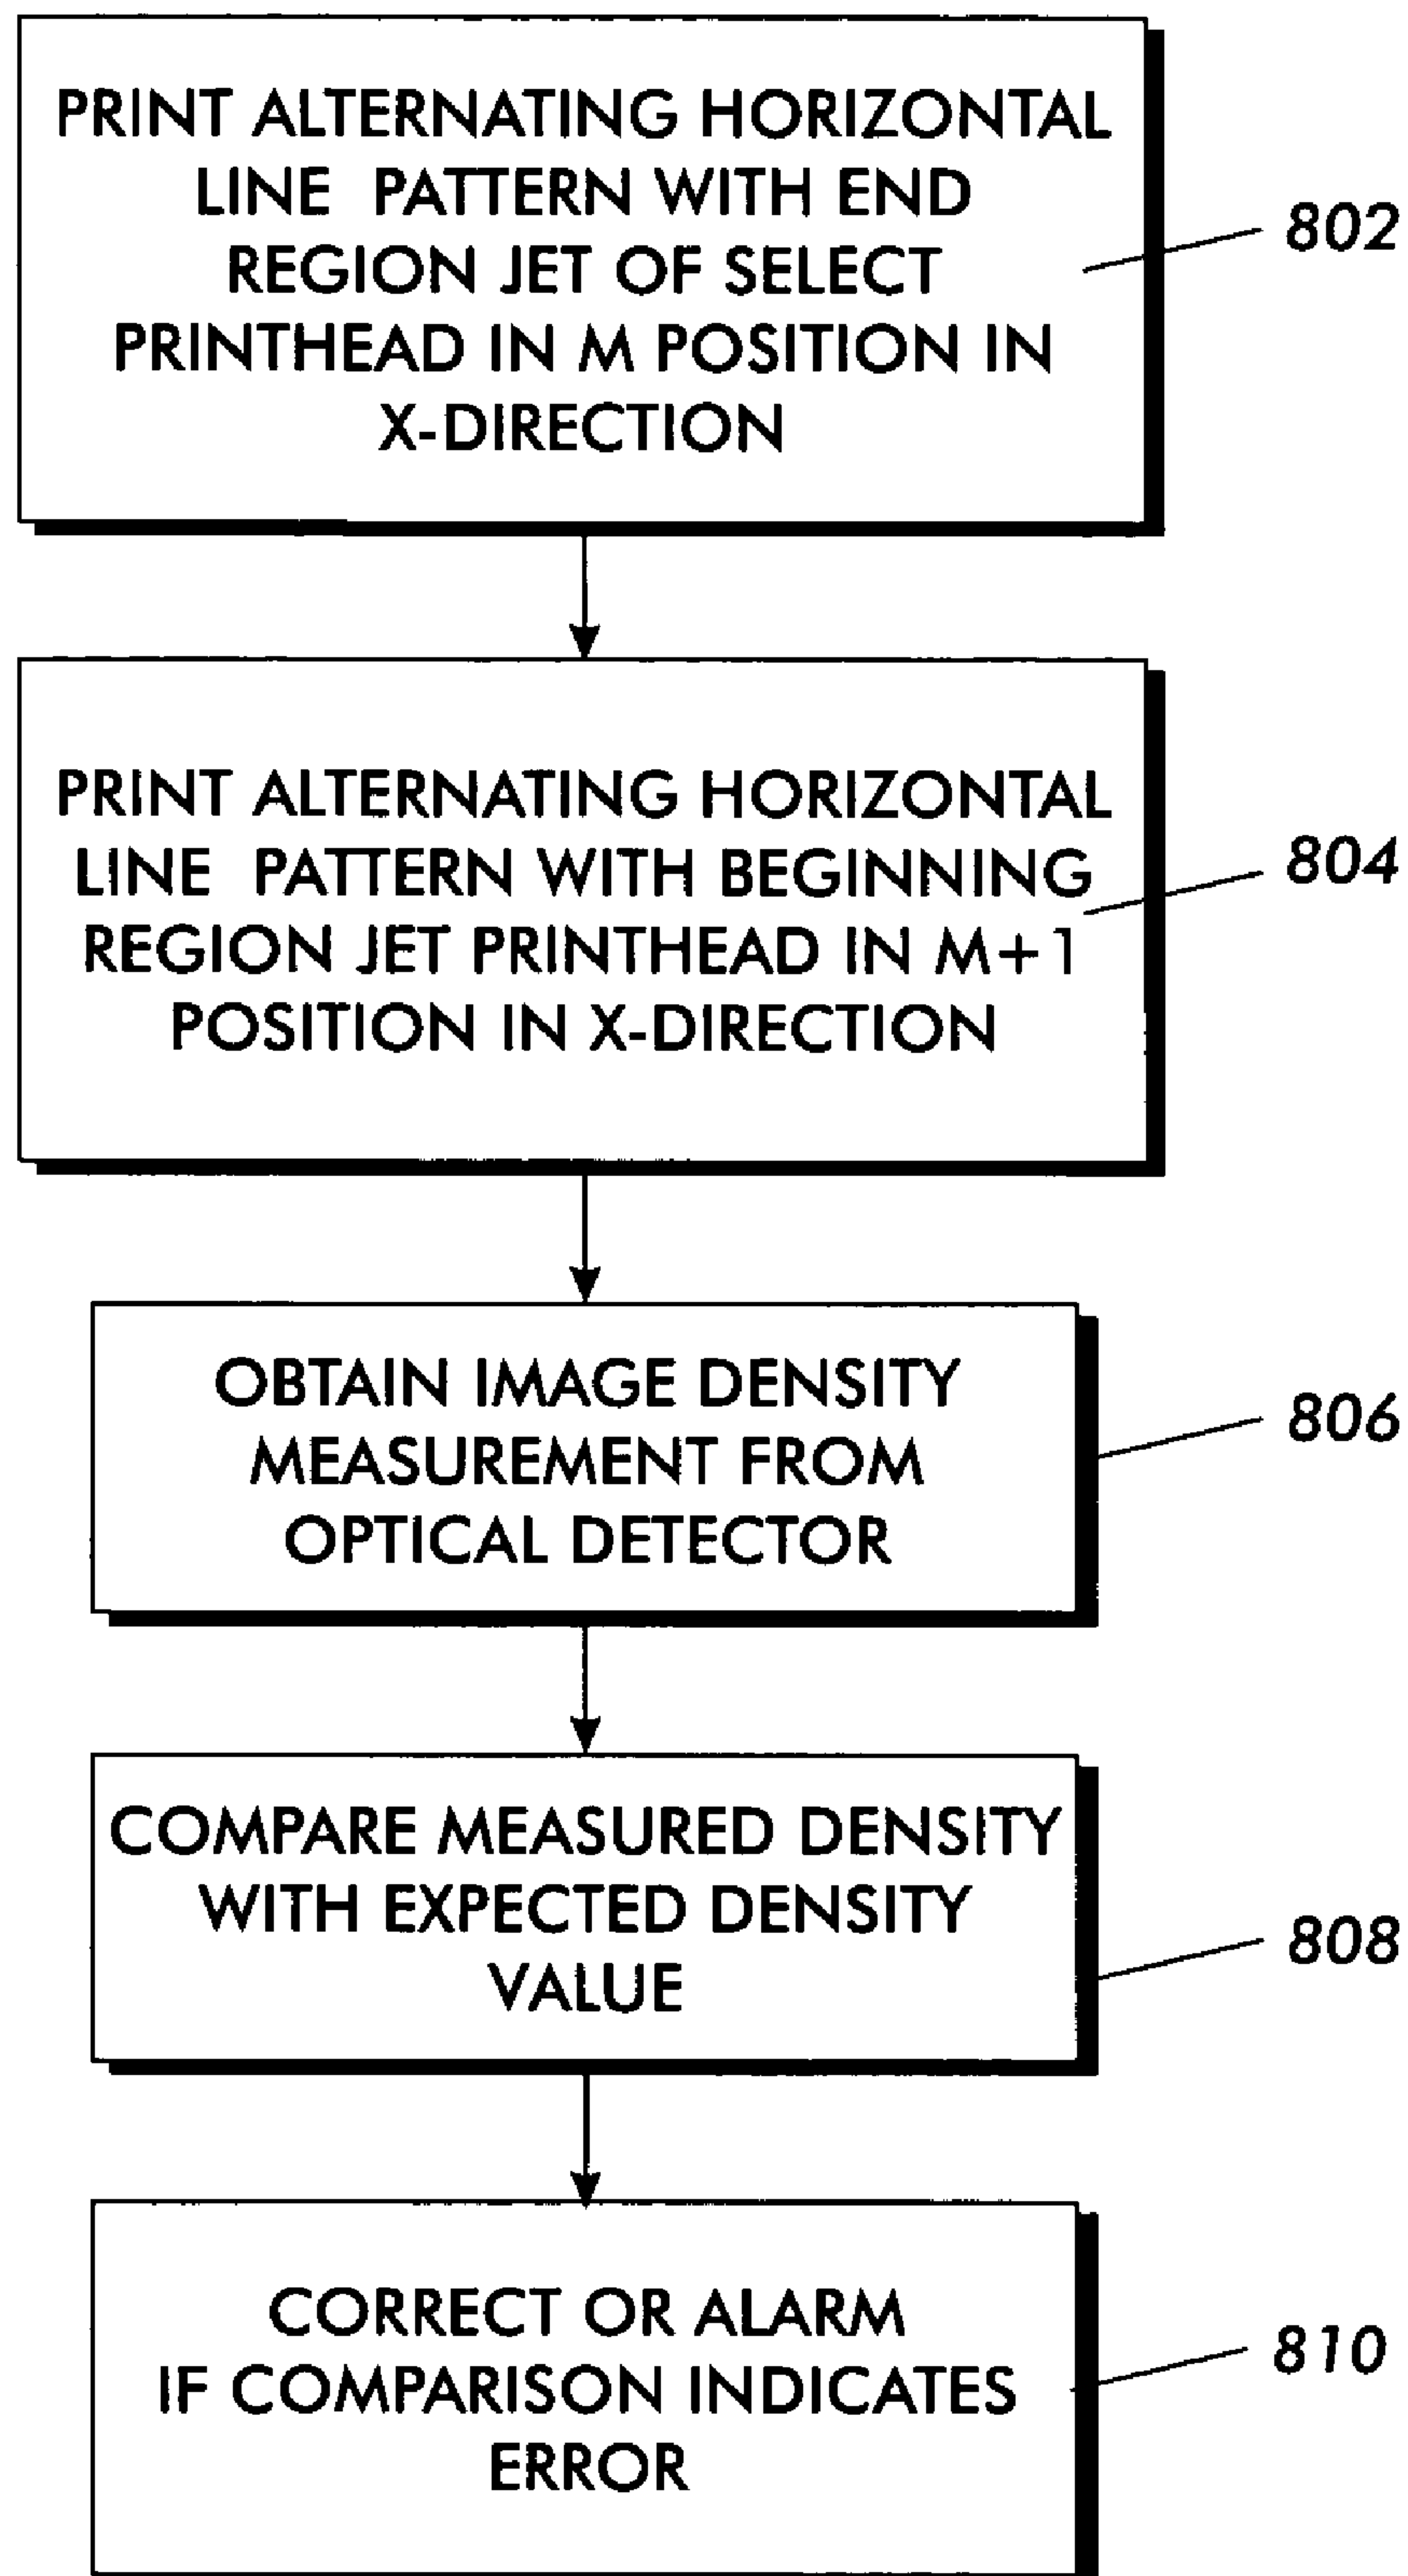 PRINT ALTERNATING HORIZONTAL
LINE PATTERN WITH END
REGION JET OF SELECT
PRINTHEAD IN M POSITION IN
X-DIRECTION
802
PRINT ALTERNATING HORIZONTAL
LINE PATTERN WITH BEGINNING
REGION JET PRINTHEAD IN M+1
POSITION IN X-DIRECTION
804
OBTAIN IMAGE DENSITY
MEASUREMENT FROM
OPTICAL DETECTOR
806
COMPARE MEASURED DENSITY
WITH EXPECTED DENSITY
VALUE
808
CORRECT OR ALARM
IF COMPARISON INDICATES
ERROR
810